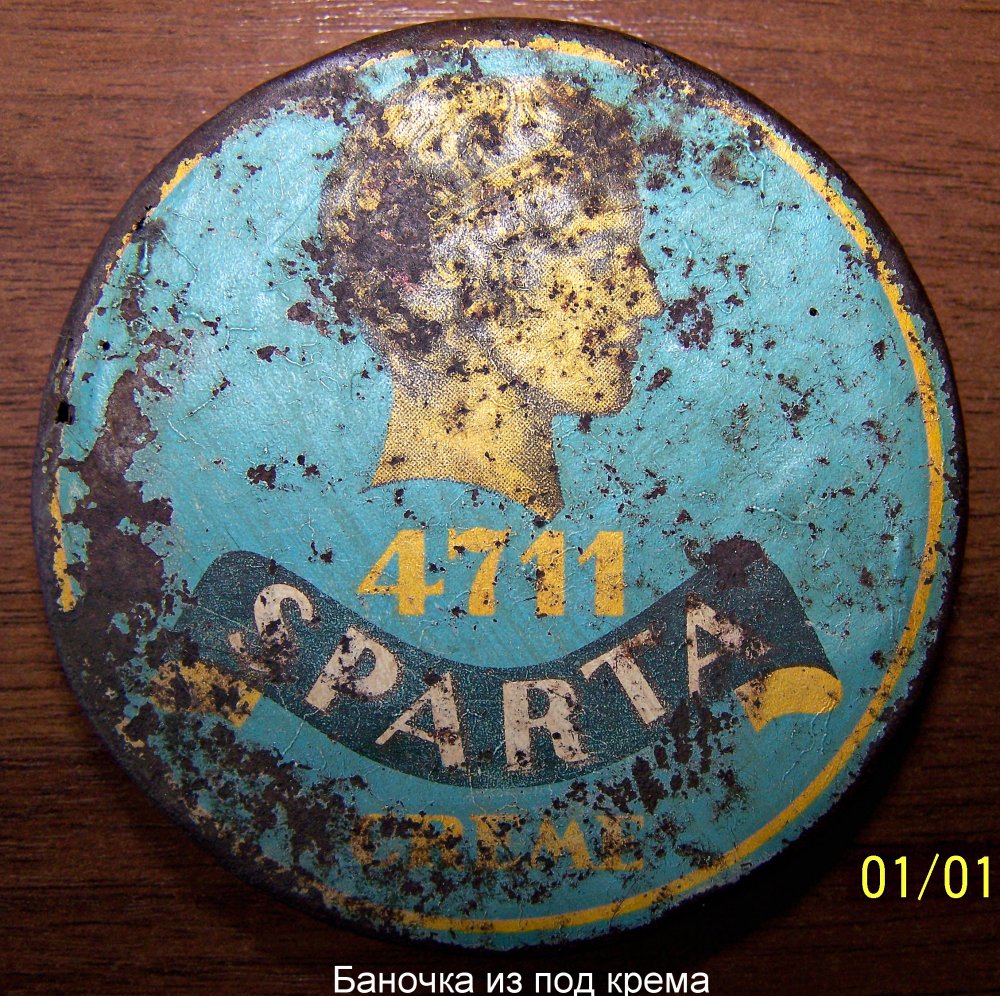 4711
SPARTA
CREME
01/01
Баночка из под крема